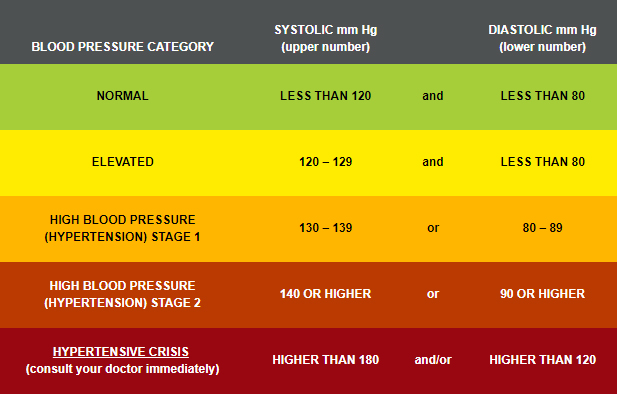 BLOOD PRESSURE CATEGORY SYSTOLIC mm Hg (upper number) DIASTOLIC mm Hg (lower number)
NORMAL LESS THAN 120 and LESS THAN 80
ELEVATED 120 – 129 and LESS THAN 80
HIGH BLOOD PRESSURE
(HYPERTENSION) STAGE 1 130 – 139 or 80 – 89
HIGH BLOOD PRESSURE
(HYPERTENSION) STAGE 2 140 OR HIGHER or 90 OR HIGHER
HYPERTENSIVE CRISIS
(consult your doctor immediately) HIGHER THAN 180 and/or HIGHER THAN 120